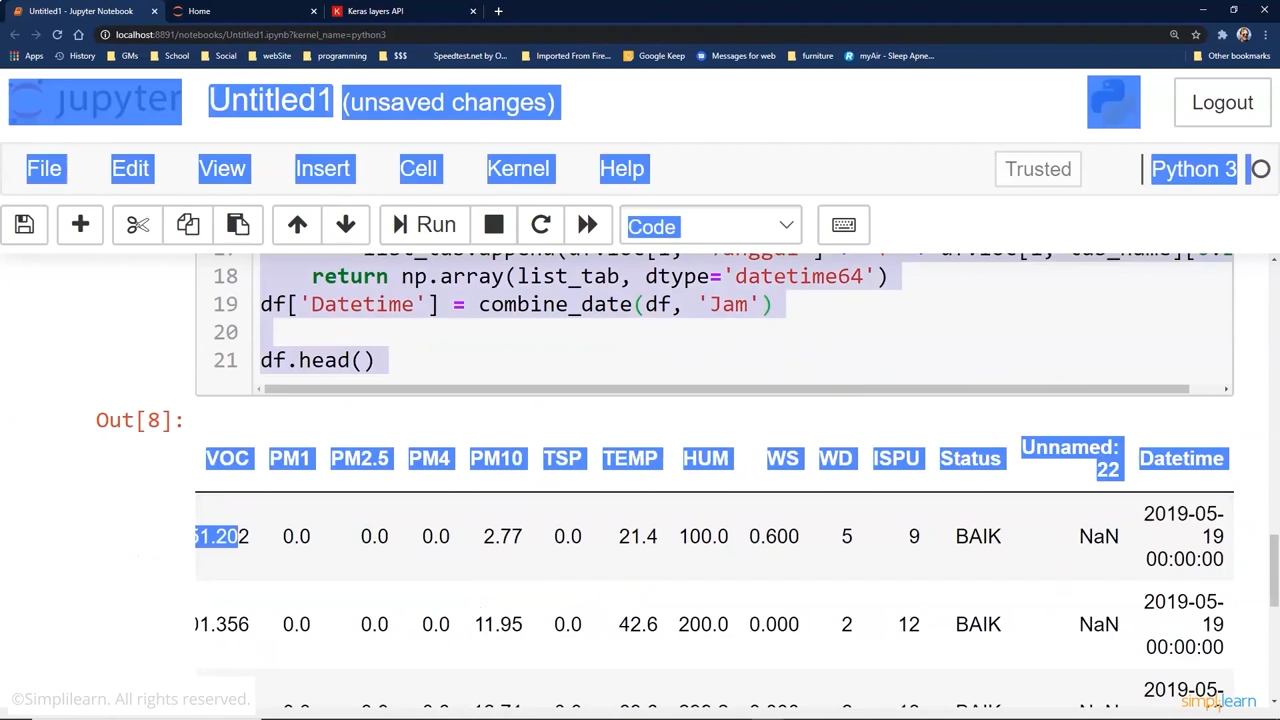 Untitled1 - Jupyter Notebook
Home
Keras layers API
localhost:8891/notebooks/Untitled1.ipynb?kernel_name=python3
Apps History GMs School Social webSite programming $$$ Speedtest.net by O... Imported From Fire... Google Keep Messages for web furniture myAir - Sleep Apne... Other bookmarks
jupyter Untitled1 (unsaved changes) Logout
File Edit View Insert Cell Kernel Help Trusted Python 3
Run Code
18 return np.array(list_tab, dtype='datetime64')
19 df['Datetime'] = combine_date(df, 'Jam')
20
21 df.head()
Out[8]:
VOC PM1 PM2.5 PM4 PM10 TSP TEMP HUM WS WD ISPU Status Unnamed: 22 Datetime
51.202 0.0 0.0 0.0 2.77 0.0 21.4 100.0 0.600 5 9 BAIK NaN 2019-05-
19
00:00:00
01.356 0.0 0.0 0.0 11.95 0.0 42.6 200.0 0.000 2 12 BAIK NaN 2019-05-
19
00:00:00
2019-05-
©Simplilearn. All rights reserved.
simplilearn